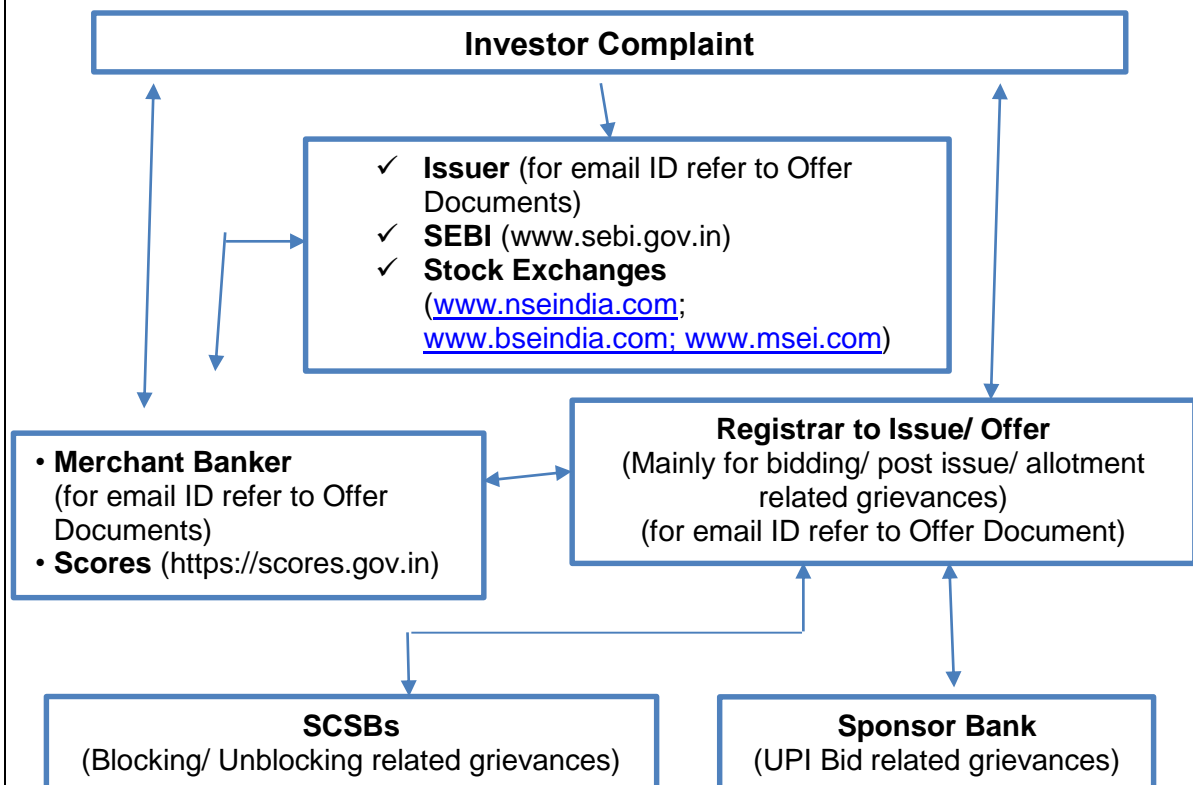 Investor Complaint
✓ Issuer (for email ID refer to Offer
Documents)
✓ SEBI (www.sebi.gov.in)
✓ Stock Exchanges
(www.nseindia.com;
www.bseindia.com; www.msei.com)
• Merchant Banker
(for email ID refer to Offer
Documents)
• Scores (https://scores.gov.in)
Registrar to Issue/ Offer
(Mainly for bidding/ post issue/ allotment
related grievances)
(for email ID refer to Offer Document)
SCSBs
(Blocking/ Unblocking related grievances)
Sponsor Bank
(UPI Bid related grievances)